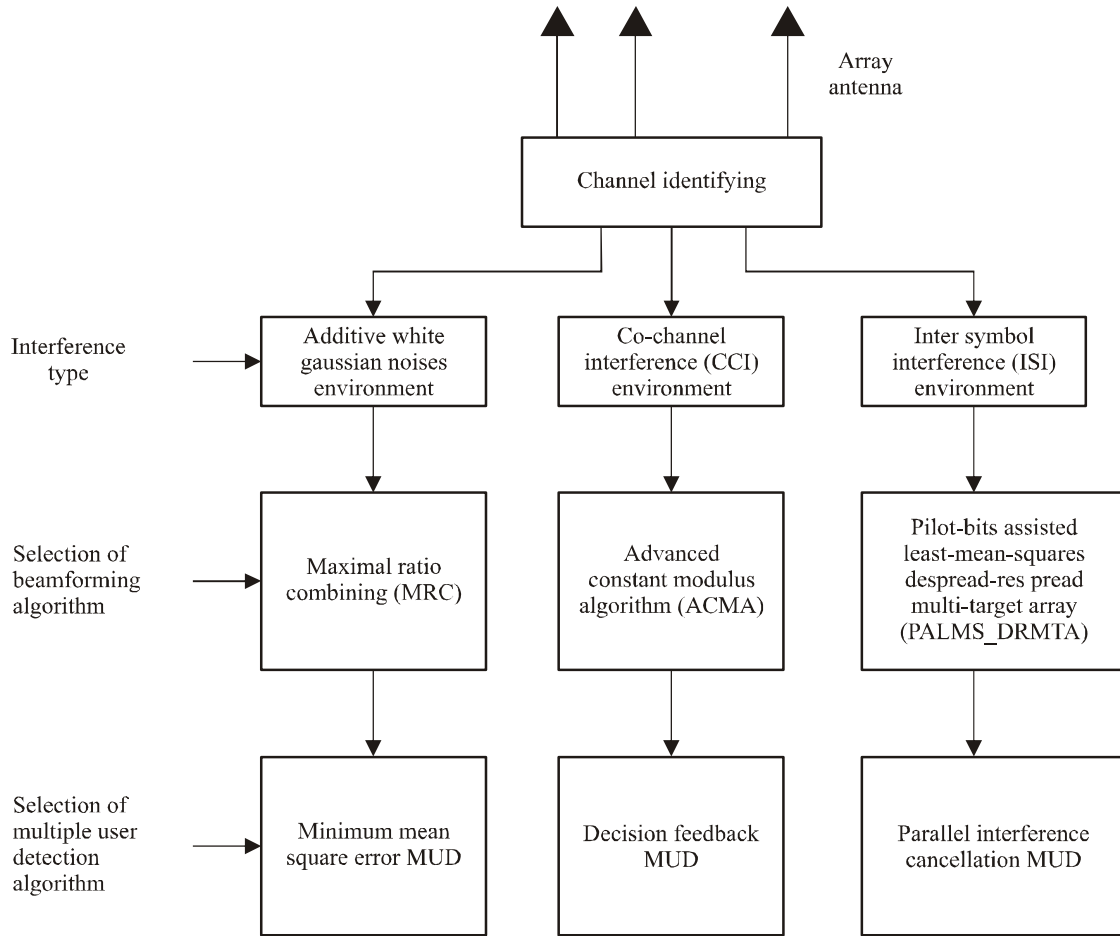 Array
antenna
Channel identifying
Interference
type
Additive white
gaussian noises
environment
Co-channel
interference (CCI)
environment
Inter symbol
interference (ISI)
environment
Selection of
beamforming
algorithm
Maximal ratio
combining (MRC)
Advanced
constant modulus
algorithm (ACMA)
Pilot-bits assisted
least-mean-squares
despread-res pread
multi-target array
(PALMS_DRMTA)
Selection of
multiple user
detection
algorithm
Minimum mean
square error MUD
Decision feedback
MUD
Parallel interference
cancellation MUD